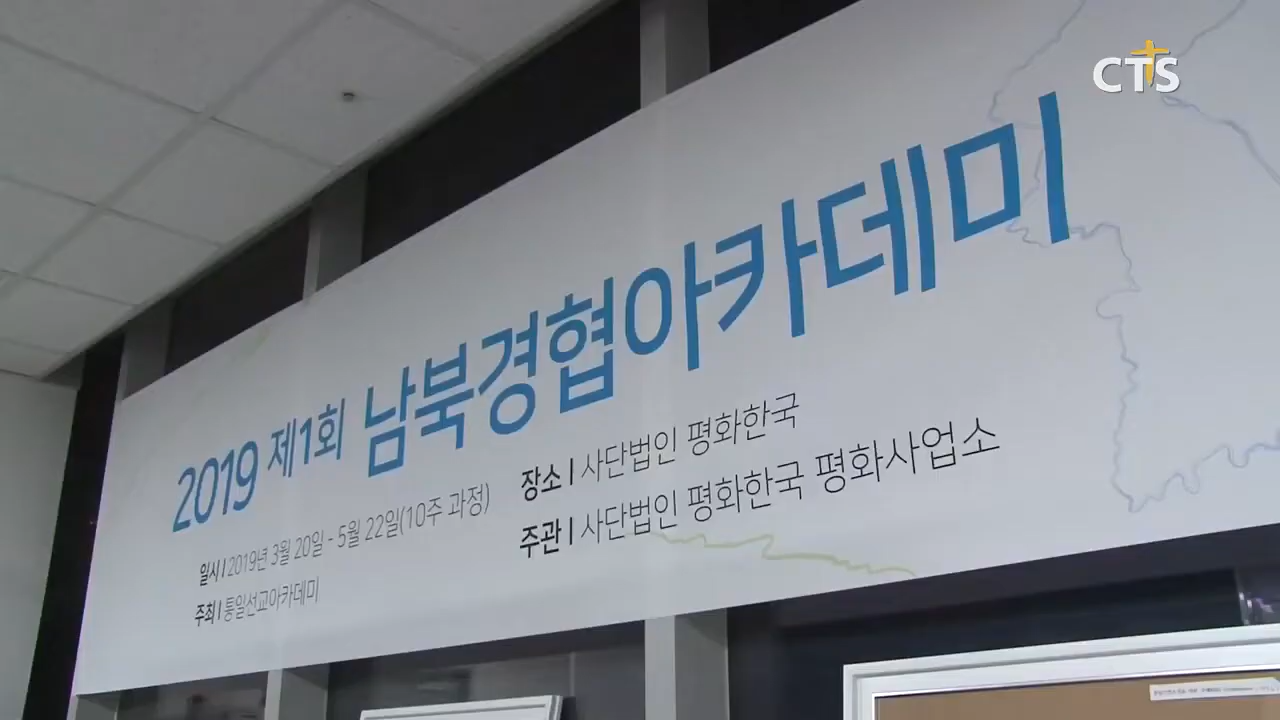 CTS
2019 제1회 남북경협아카데미
일시 | 2019년 3월 20일 - 5월 22일(10주 과정)
장소 | 사단법인 평화한국
주최 | 통일선교아카데미
주관 | 사단법인 평화한국 평화사업소